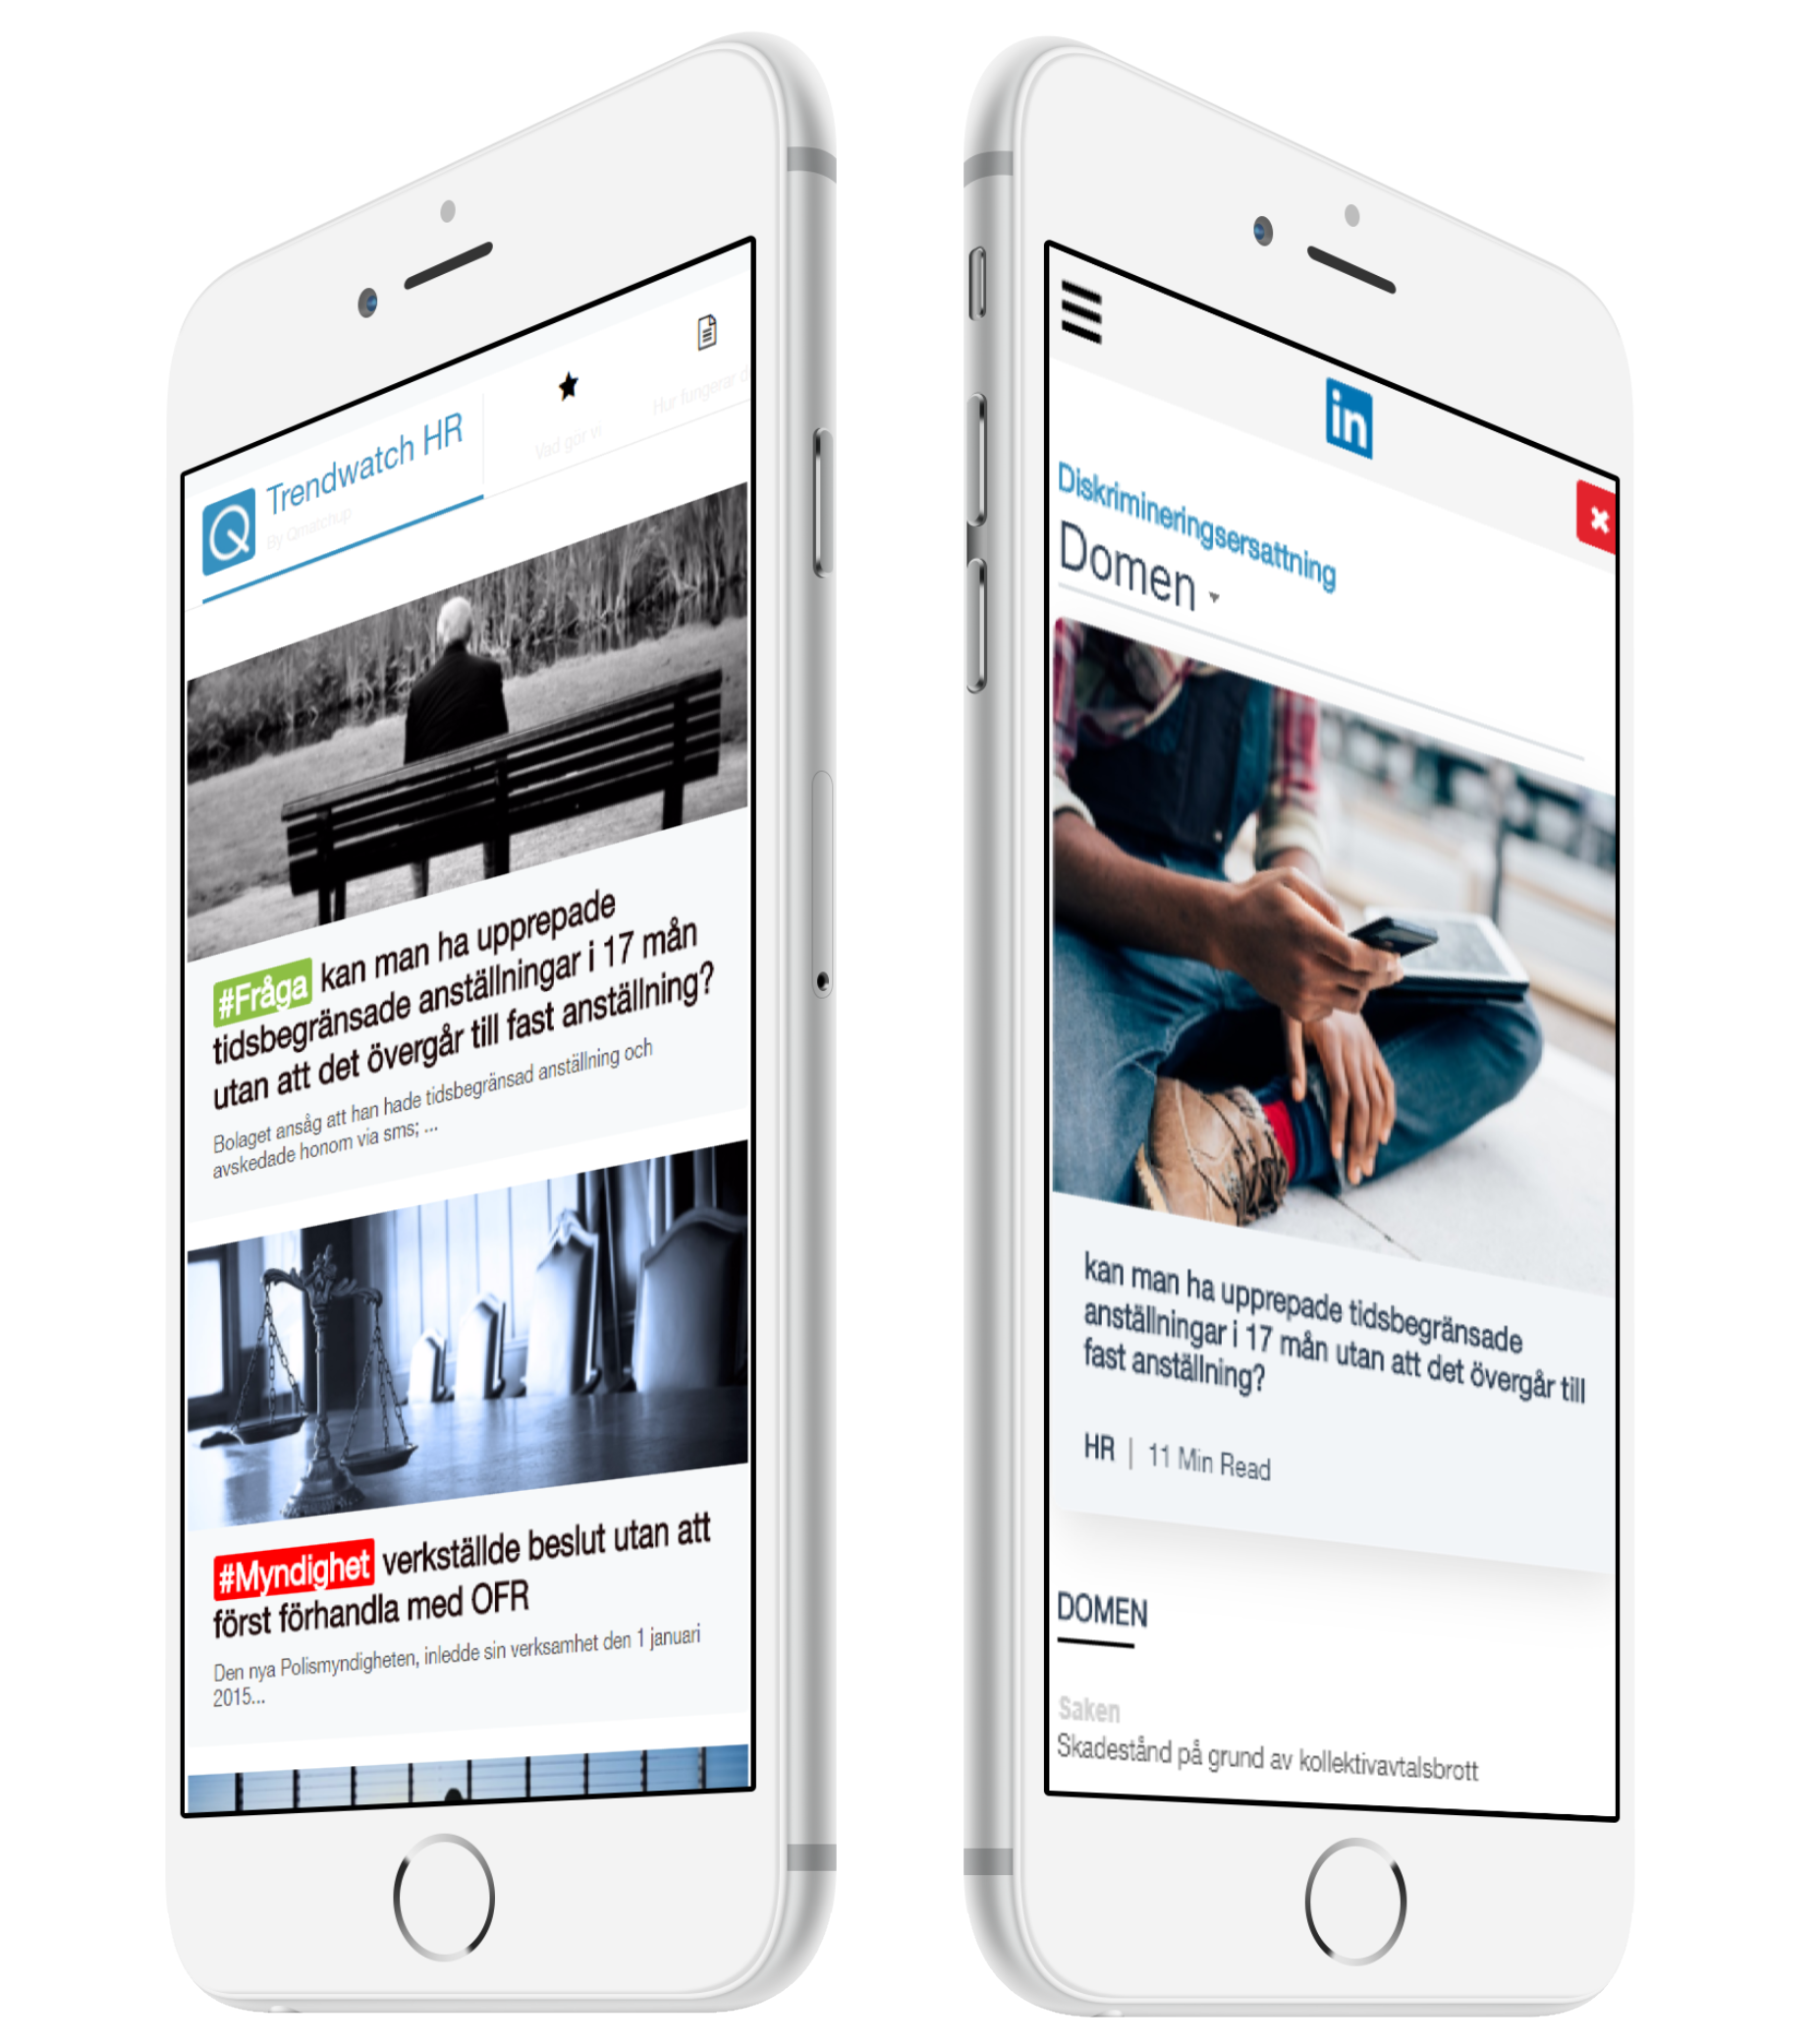 Trendwatch HR
By Qmatchup
Vad gör vi
Hur fungerar d
#Fråga kan man ha upprepade
tidsbegränsade anställningar i 17 mån
utan att det övergår till fast anställning?
Bolaget ansåg att han hade tidsbegränsad anställning och
avskedade honom via sms; ...
#Myndighet verkställde beslut utan att
först förhandla med OFR
Den nya Polismyndigheten, inledde sin verksamhet den 1 januari
2015...
in
Diskrimineringsersattning
Domen
kan man ha upprepade tidsbegränsade
anställningar i 17 mån utan att det övergår till
fast anställning?
HR | 11 Min Read
DOMEN
Saken
Skadestånd på grund av kollektivavtalsbrott